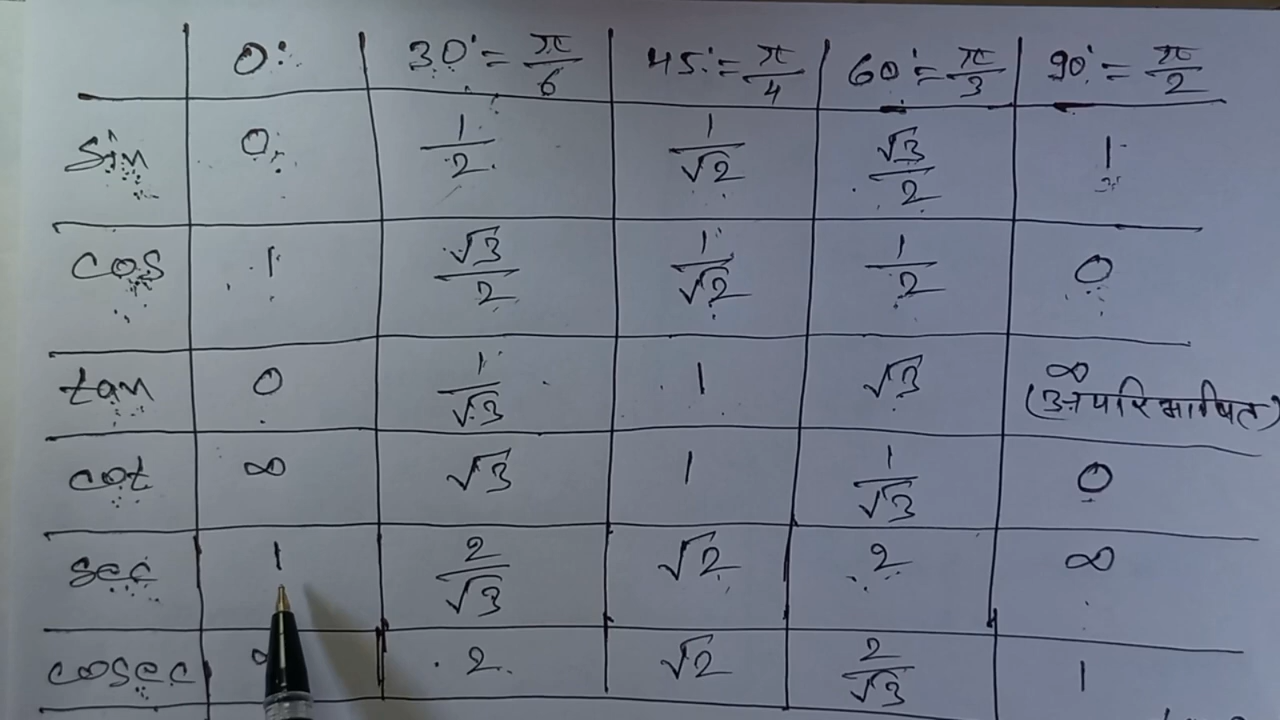 0° 30° = π/6 45° = π/4 60° = π/3 90° = π/2
Sin 0 1/2 1/√2 √3/2 1
Cos 1 √3/2 1/√2 1/2 0
tan 0 1/√3 1 √3 ∞
(अपरिभाषित)
cot ∞ √3 1 1/√3 0
Sec 1 2/√3 √2 2 ∞
cosec 2 √2 2/√3 1